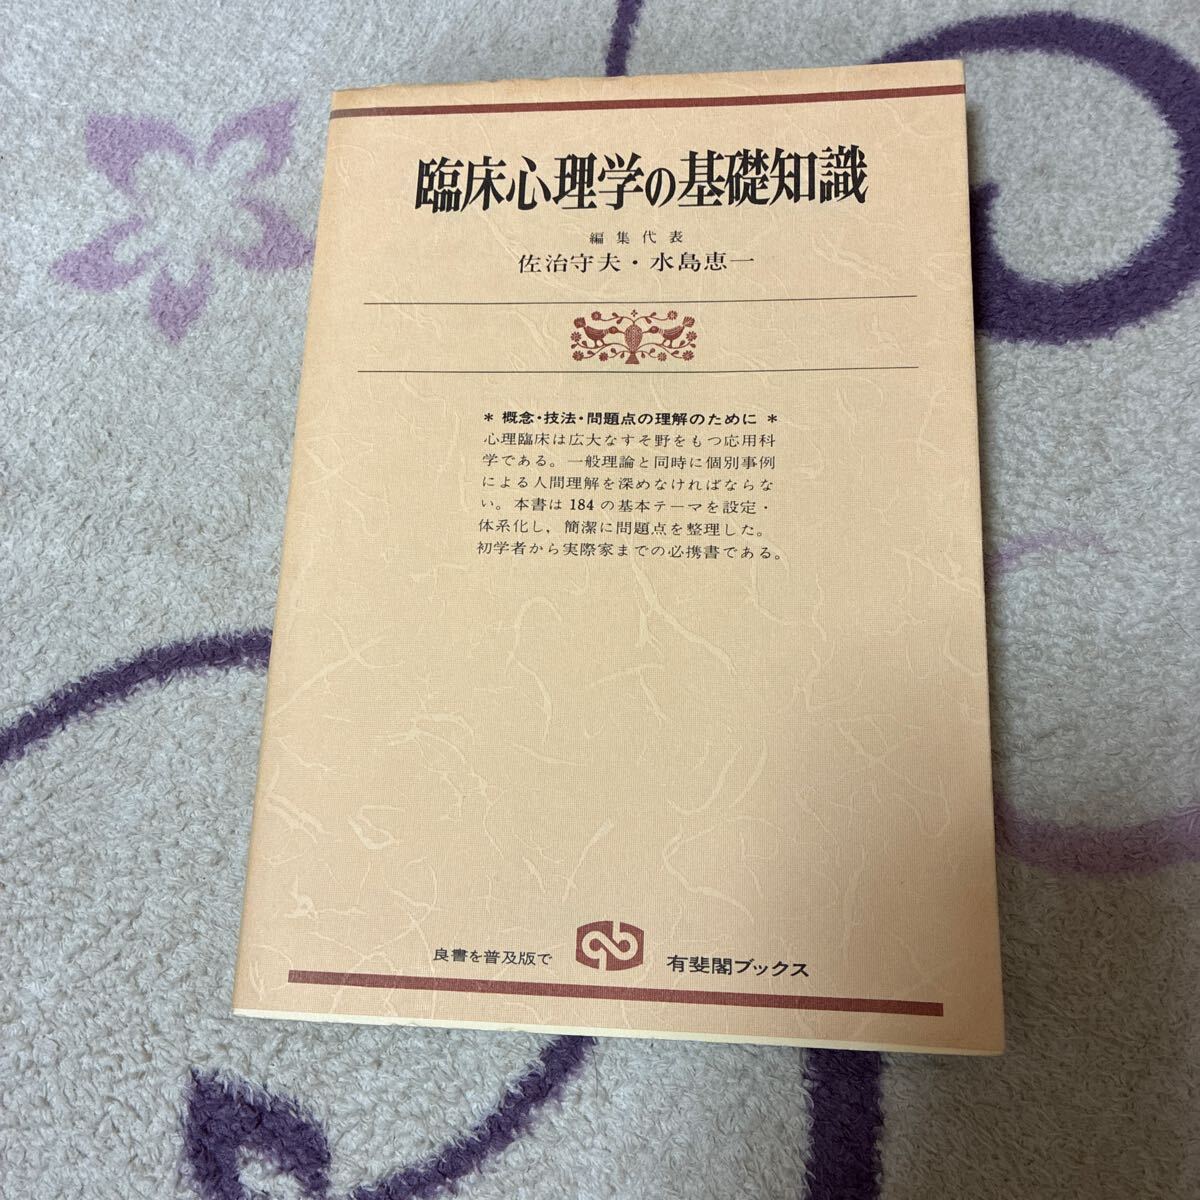 臨床心理学の基礎知識
編集代表
佐治守夫・水島恵一
* 概念・技法・問題点の理解のために *
心理臨床は広大なすそ野をもつ応用科
学である。一般理論と同時に個別事例
による人間理解を深めなければならな
い。本書は 184 の基本テーマを設定・
体系化し、簡潔に問題点を整理した。
初学者から実際家までの必携書である。
良書を普及版で
有斐閣ブックス